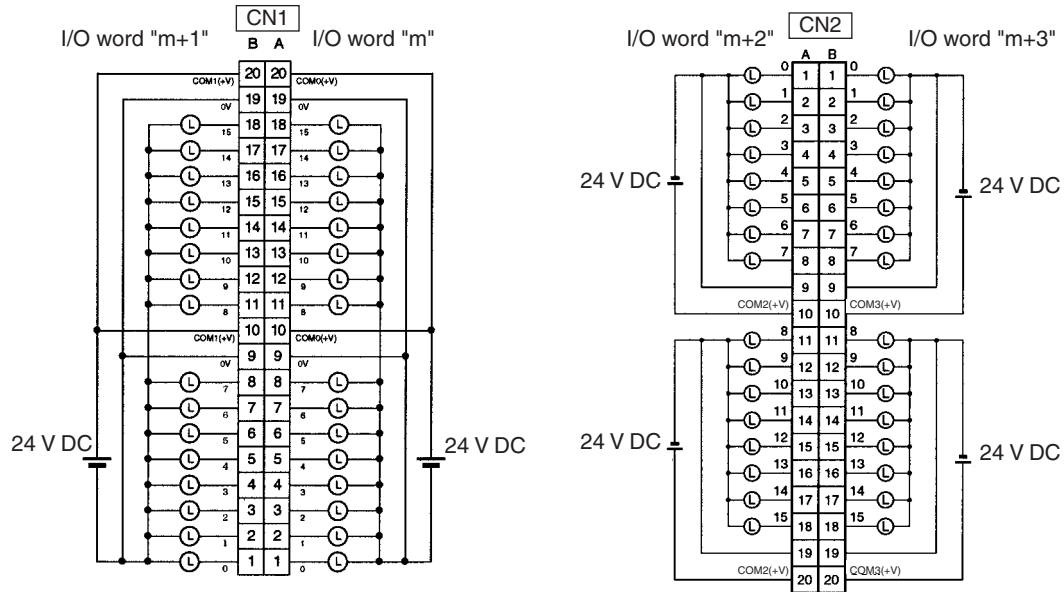 CN1
I/O word "m+1" B A I/O word "m"
COM1(+V) 20 20 COM0(+V)
0V 19 19 0V
L 15 18 18 15 L
L 14 17 17 14 L
L 13 16 16 13 L
L 12 15 15 12 L
L 11 14 14 11 L
L 10 13 13 10 L
L 9 12 12 9 L
L 8 11 11 8 L
COM1(+V) 10 10 COM0(+V)
0V 9 9 0V
L 7 8 8 7 L
L 6 7 7 6 L
L 5 6 6 5 L
24 V DC
L 4 5 5 4 L
24 V DC
L 3 4 4 3 L
L 2 3 3 2 L
L 1 2 2 1 L
L 0 1 1 0 L
CN2
I/O word "m+2" A B I/O word "m+3"
L 0 1 1 0 L
L 1 2 2 1 L
L 2 3 3 2 L
L 3 4 4 3 L
24 V DC
L 4 5 5 4 L
24 V DC
L 5 6 6 5 L
L 6 7 7 6 L
L 7 8 8 7 L
9 9
COM2(+V) 10 10 COM3(+V)
L 8 11 11 8 L
L 9 12 12 9 L
L 10 13 13 10 L
L 11 14 14 11 L
24 V DC
L 12 15 15 12 L
24 V DC
L 13 16 16 13 L
L 14 17 17 14 L
L 15 18 18 15 L
19 19
COM2(+V) 20 20 COM3(+V)